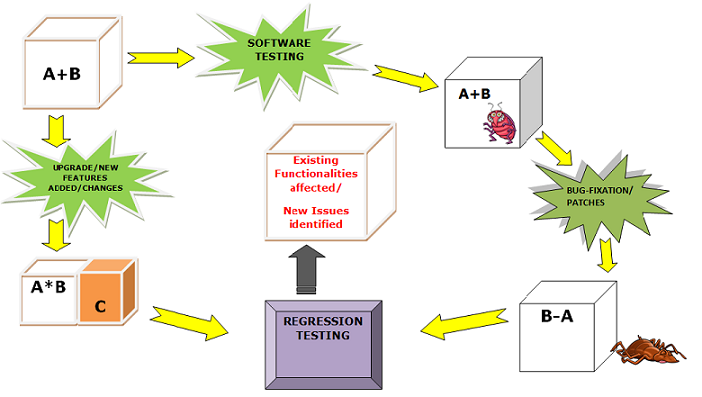 A+B
SOFTWARE
TESTING
A+B
UPGRADE/NEW
FEATURES
ADDED/CHANGES
Existing
Functionalities
affected/
New Issues
identified
BUG-FIXATION/
PATCHES
A*B
C
REGRESSION
TESTING
B-A